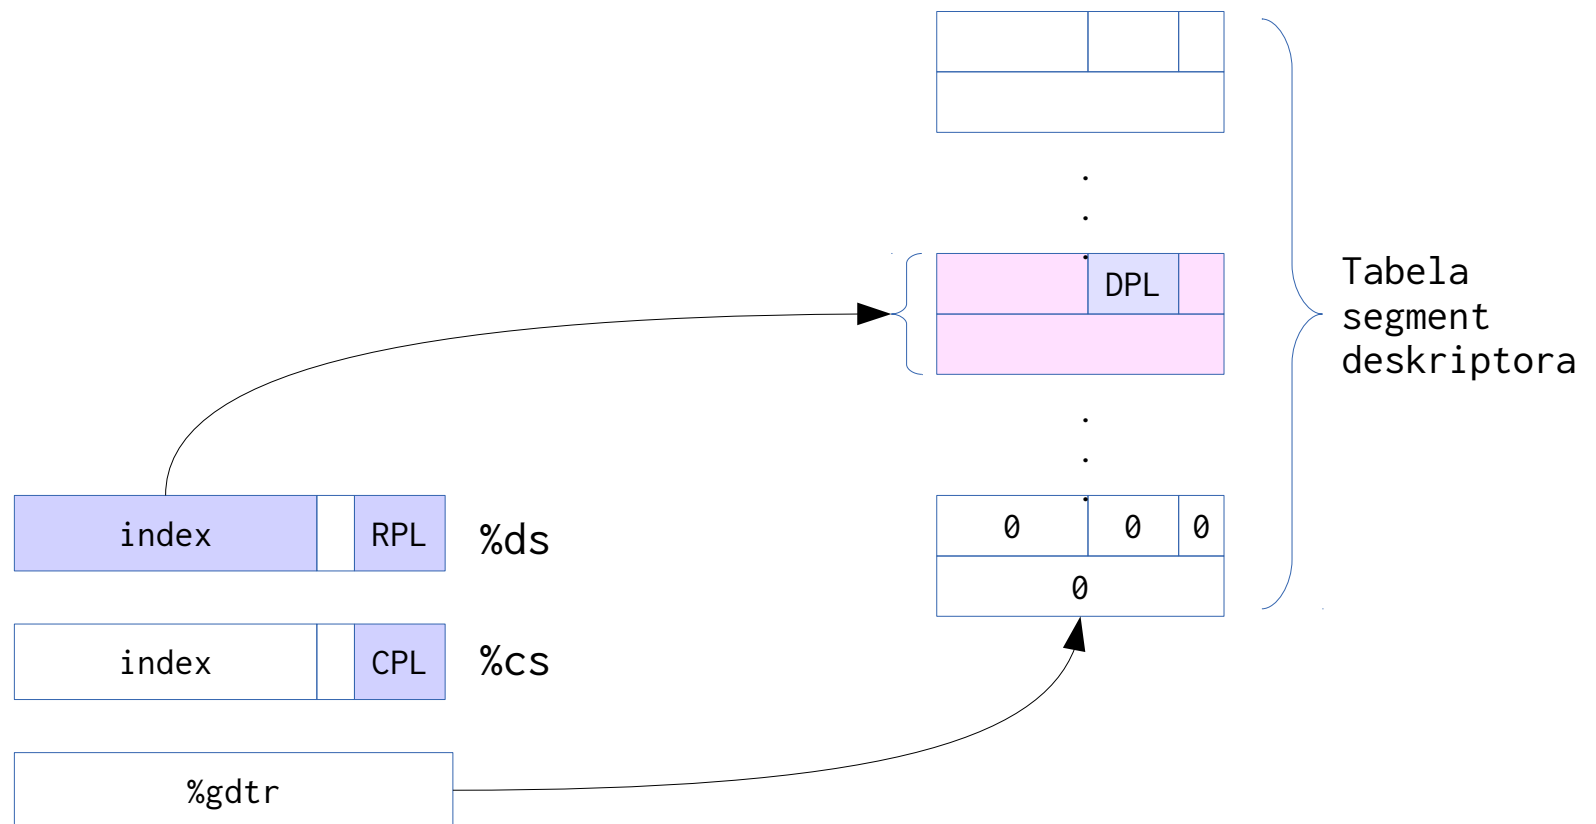 DPL
Tabela
segment
deskriptora
index RPL %ds
0 0 0
0
index CPL %cs
%gdtr